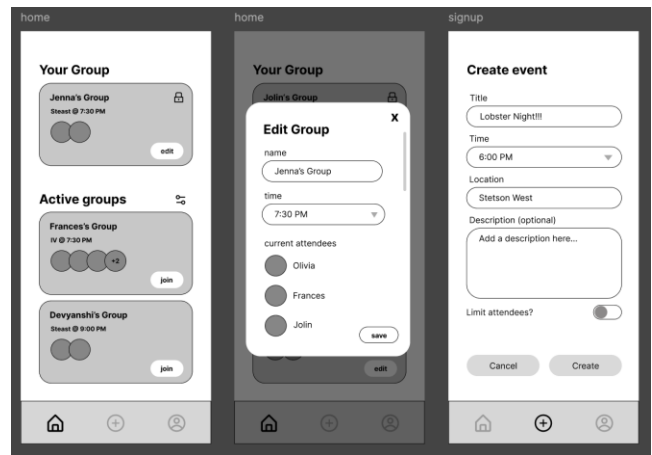 home
Your Group
Jenna's Group
Steast @ 7:30 PM
edit
Active groups
Frances's Group
IV @ 7:30 PM
+2
join
Devyanshi's Group
Steast @ 9:00 PM
join
home
Your Group
Jolin's Group
X
Edit Group
name
Jenna's Group
time
7:30 PM
current attendees
Olivia
Frances
Jolin
save
edit
signup
Create event
Title
Lobster Night!!!
Time
6:00 PM
Location
Stetson West
Description (optional)
Add a description here...
Limit attendees?
Cancel
Create